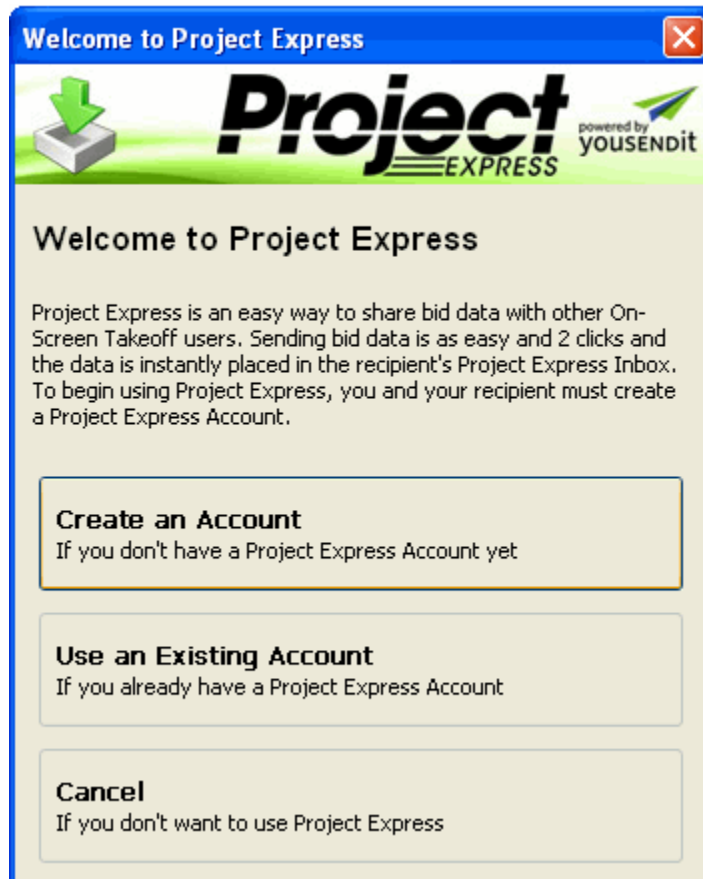 Welcome to Project Express
Project
EXPRESS
powered by
YOUSENDIT
Welcome to Project Express
Project Express is an easy way to share bid data with other On-
Screen Takeoff users. Sending bid data is as easy and 2 clicks and
the data is instantly placed in the recipient's Project Express Inbox.
To begin using Project Express, you and your recipient must create
a Project Express Account.
Create an Account
If you don't have a Project Express Account yet
Use an Existing Account
If you already have a Project Express Account
Cancel
If you don't want to use Project Express